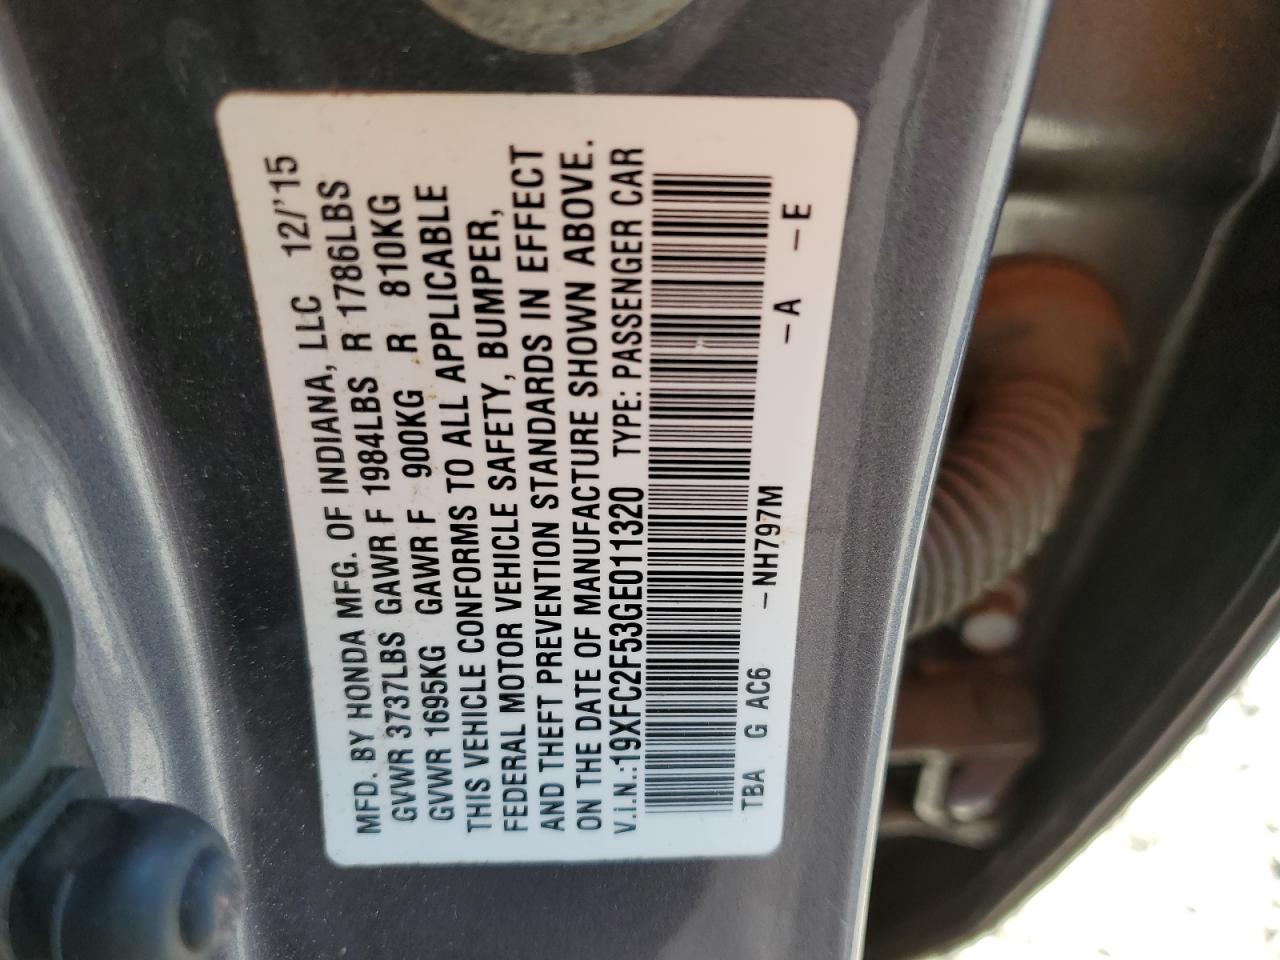 MFD. BY HONDA MFG. OF INDIANA, LLC 12/'15
GVWR 3737LBS GAWR F 1984LBS R 1786LBS
GVWR 1695KG GAWR F 900KG R 810KG
THIS VEHICLE CONFORMS TO ALL APPLICABLE
FEDERAL MOTOR VEHICLE SAFETY, BUMPER,
AND THEFT PREVENTION STANDARDS IN EFFECT
ON THE DATE OF MANUFACTURE SHOWN ABOVE.
V.I.N.:19XFC2F53GE011320 TYPE: PASSENGER CAR
TBA G AC6 -NH797M -A -E